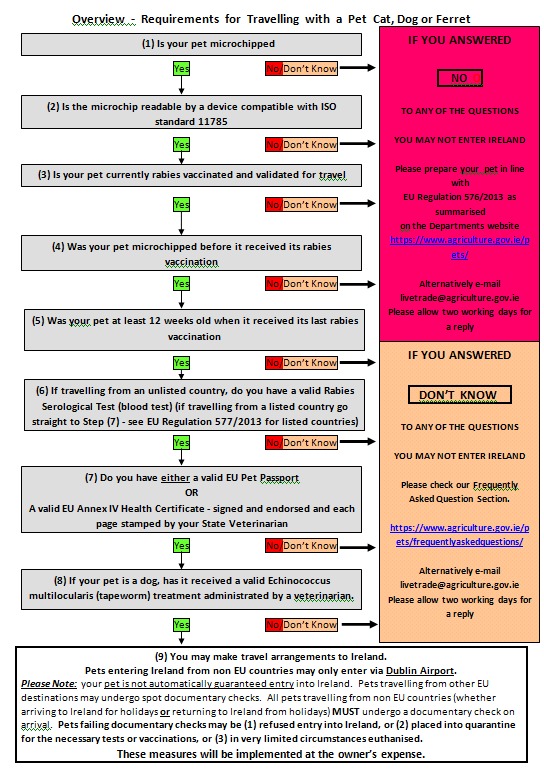 Overview - Requirements for Travelling with a Pet Cat, Dog or Ferret
(1) Is your pet microchipped
Yes
No Don't Know
(2) Is the microchip readable by a device compatible with ISO
standard 11785
Yes
No Don't Know
(3) Is your pet currently rabies vaccinated and validated for travel
Yes
No Don't Know
(4) Was your pet microchipped before it received its rabies
vaccination
Yes
No Don't Know
(5) Was your pet at least 12 weeks old when it received its last rabies
vaccination
Yes
No Don't Know
(6) If travelling from an unlisted country, do you have a valid Rabies
Serological Test (blood test) (if travelling from a listed country go
straight to Step (7) - see EU Regulation 577/2013 for listed countries)
Yes
No Don't Know
(7) Do you have either a valid EU Pet Passport
OR
A valid EU Annex IV Health Certificate - signed and endorsed and each
page stamped by your State Veterinarian
Yes
No Don't Know
(8) If your pet is a dog, has it received a valid Echinococcus
multilocularis (tapeworm) treatment administrated by a veterinarian.
Yes
No Don't Know
IF YOU ANSWERED
NO
TO ANY OF THE QUESTIONS
YOU MAY NOT ENTER IRELAND
Please prepare your pet in line
with
EU Regulation 576/2013 as
summarised
on the Departments website
https://www.agriculture.gov.ie/p
ets/
Alternatively e-mail
livetrade@agriculture.gov.ie
Please allow two working days for
a reply
IF YOU ANSWERED
DON'T KNOW
TO ANY OF THE QUESTIONS
YOU MAY NOT ENTER IRELAND
Please check our Frequently
Asked Question Section.
https://www.agriculture.gov.ie/p
ets/frequentlyaskedquestions/
Alternatively e-mail
livetrade@agriculture.gov.ie
Please allow two working days for
a reply
(9) You may make travel arrangements to Ireland.
Pets entering Ireland from non EU countries may only enter via Dublin Airport.
Please Note: your pet is not automatically guaranteed entry into Ireland. Pets travelling from other EU
destinations may undergo spot documentary checks. All pets travelling from non EU countries (whether
arriving to Ireland for holidays or returning to Ireland from holidays) MUST undergo a documentary check on
arrival. Pets failing documentary checks may be (1) refused entry into Ireland, or (2) placed into quarantine
for the necessary tests or vaccinations, or (3) in very limited circumstances euthanised.
These measures will be implemented at the owner's expense.